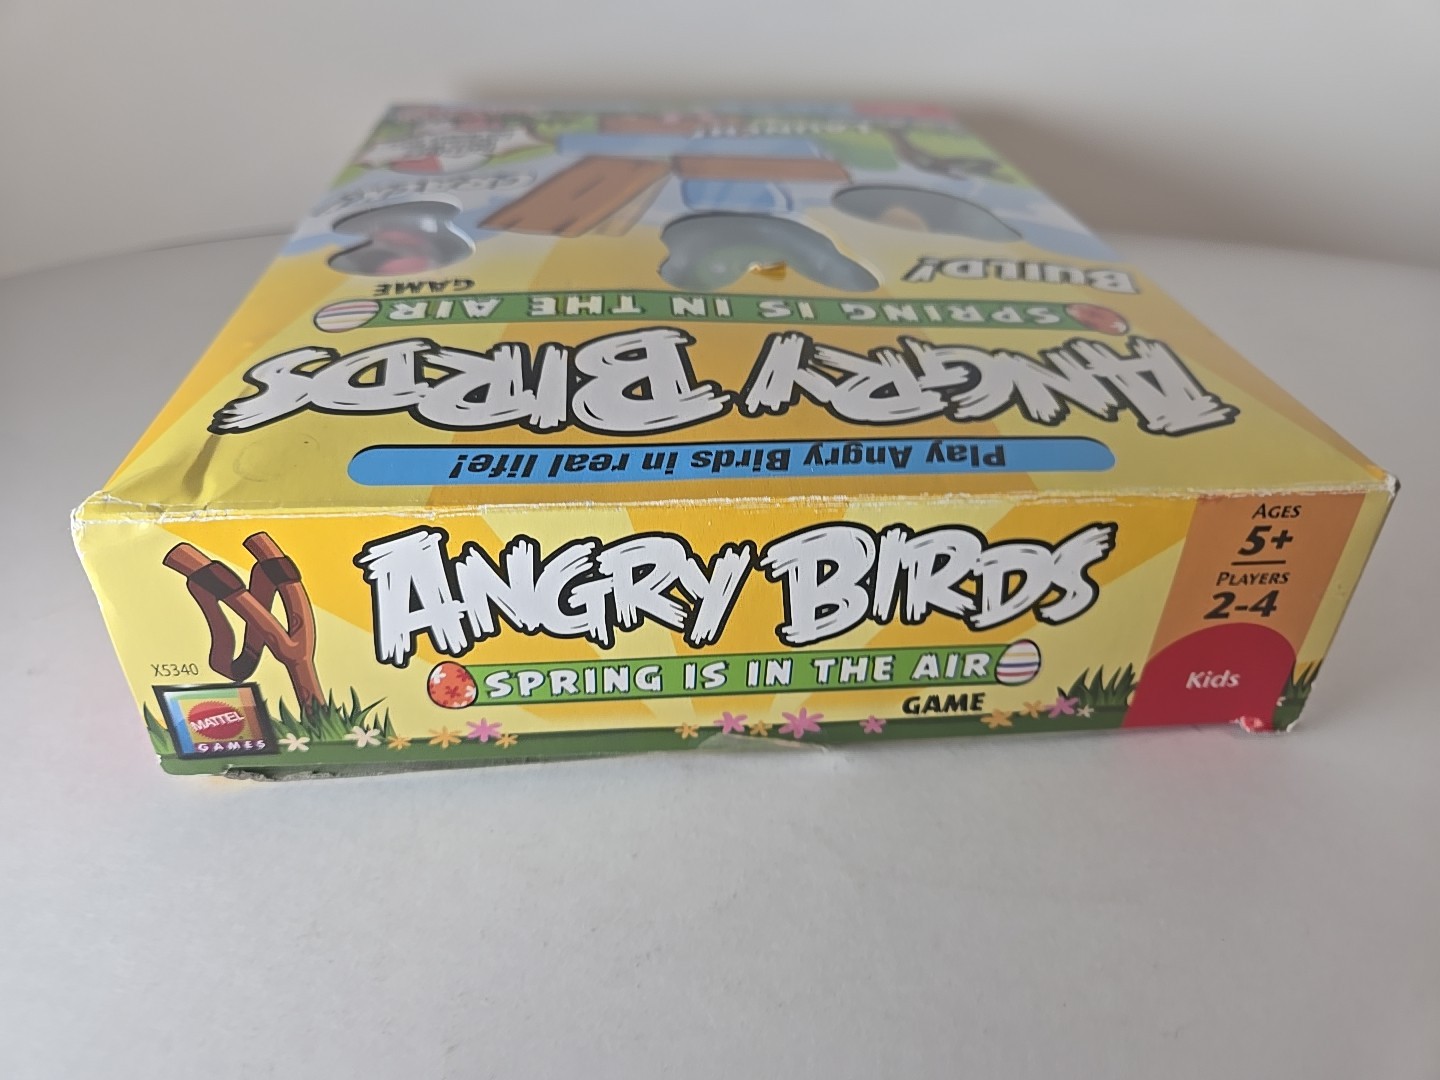 LAUNCH!
BUILD!
GAME
SPRING IS IN THE AIR
ANGRY BIRDS
Play Angry Birds in real life!
ANGRY BIRDS
SPRING IS IN THE AIR
GAME
X5340
MATTEL
GAMES
AGES
5+
PLAYERS
2-4
Kids